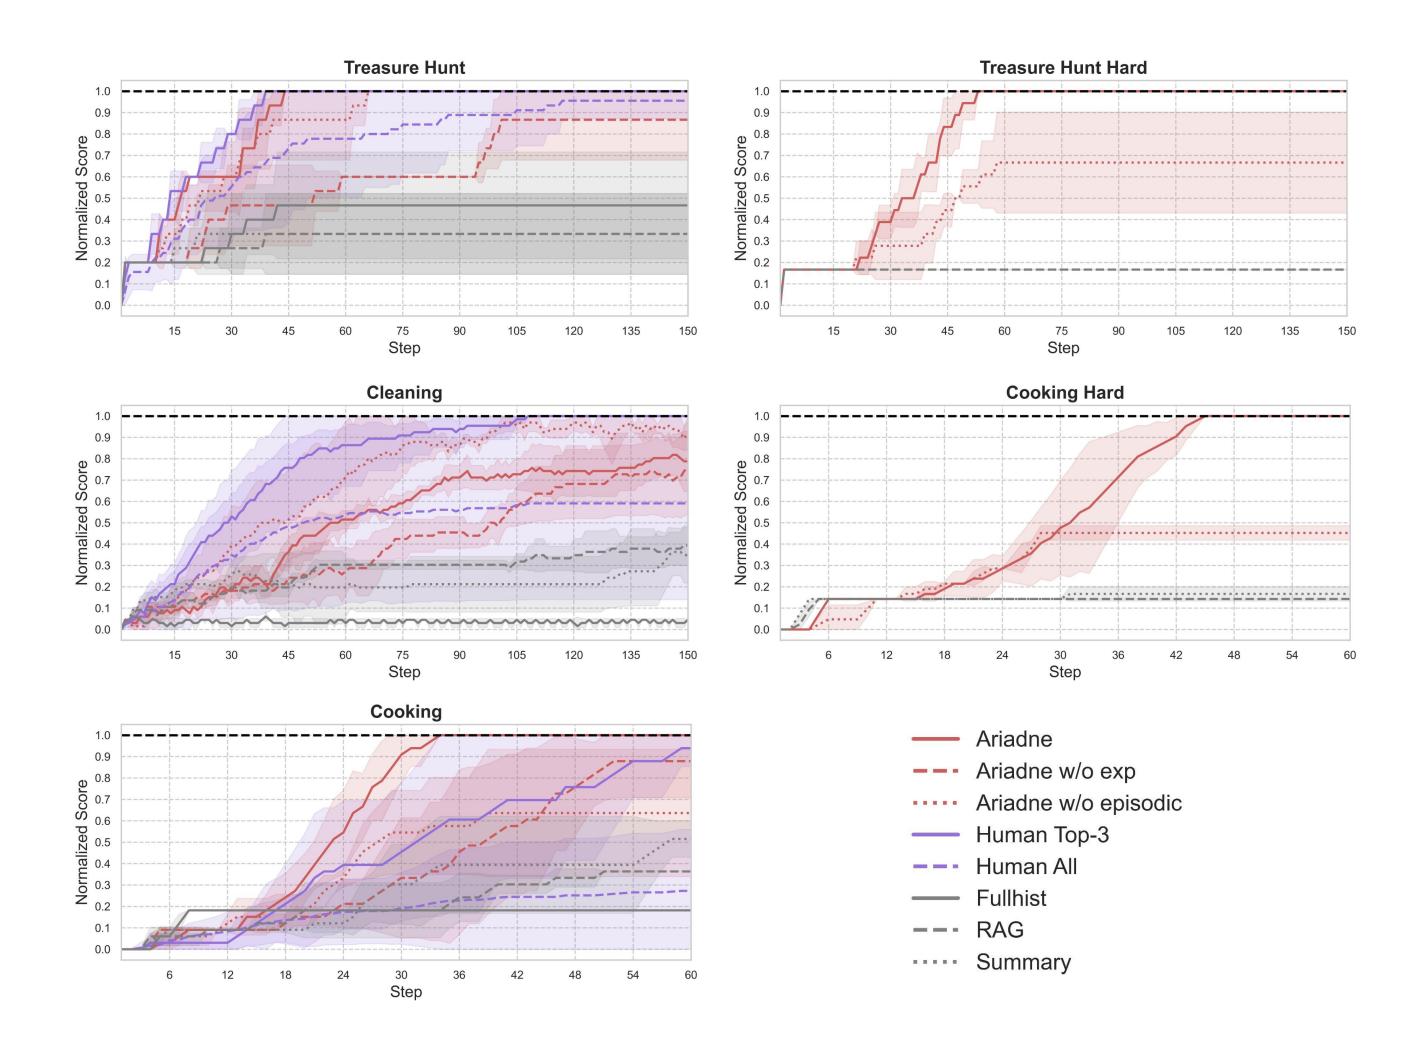 Treasure Hunt
Normalized Score
1.0
0.9
0.8
0.7
0.6
0.5
0.4
0.3
0.2
0.1
0.0
15 30 45 60 75 90 105 120 135 150
Step
Treasure Hunt Hard
Normalized Score
1.0
0.9
0.8
0.7
0.6
0.5
0.4
0.3
0.2
0.1
0.0
15 30 45 60 75 90 105 120 135 150
Step
Cleaning
Normalized Score
1.0
0.9
0.8
0.7
0.6
0.5
0.4
0.3
0.2
0.1
0.0
15 30 45 60 75 90 105 120 135 150
Step
Cooking Hard
Normalized Score
1.0
0.9
0.8
0.7
0.6
0.5
0.4
0.3
0.2
0.1
0.0
6 12 18 24 30 36 42 48 54 60
Step
Cooking
Normalized Score
1.0
0.9
0.8
0.7
0.6
0.5
0.4
0.3
0.2
0.1
0.0
6 12 18 24 30 36 42 48 54 60
Step
Ariadne
Ariadne w/o exp
Ariadne w/o episodic
Human Top-3
Human All
Fullhist
RAG
Summary